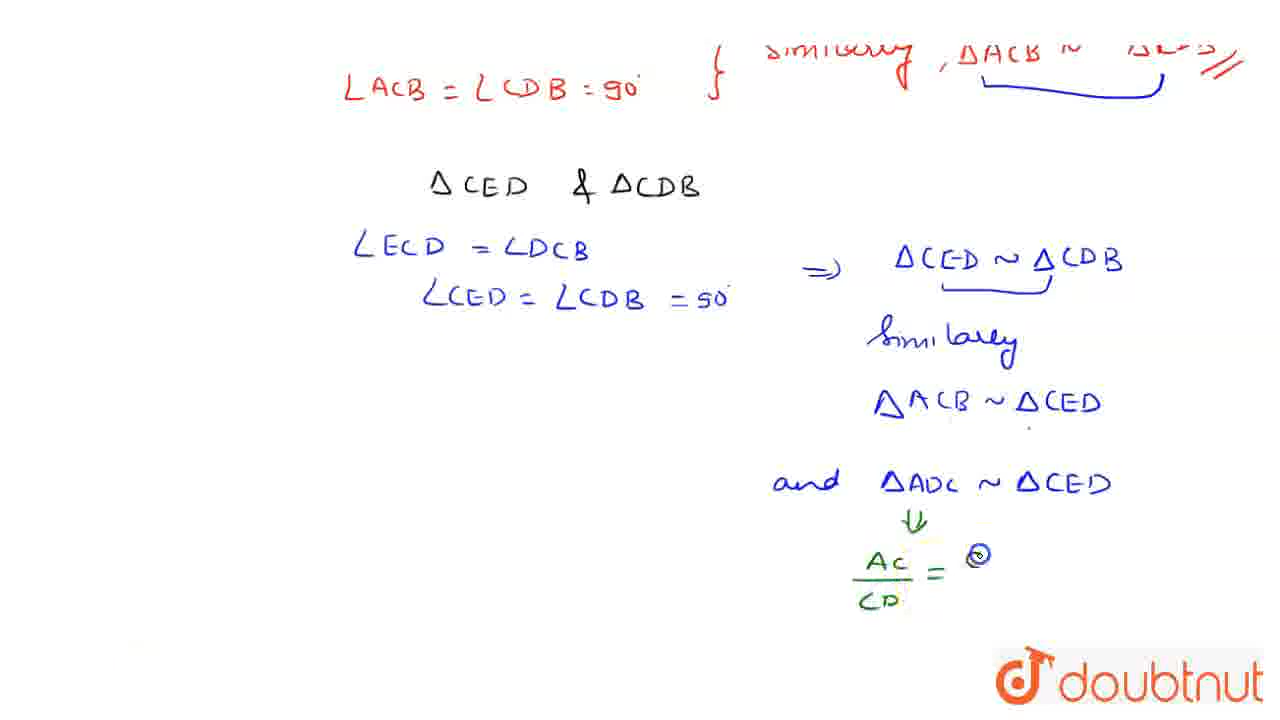 Similarly, ΔACB ~
∠ACB = ∠CDB = 90° }
ΔCED & ΔCDB
∠ECD = ∠DCB
∠CED = ∠CDB = 90°
=> ΔCED ~ ΔCDB
Similarly
ΔACB ~ ΔCED
and ΔADC ~ ΔCED
⇓
AC
CD =
doubtnut